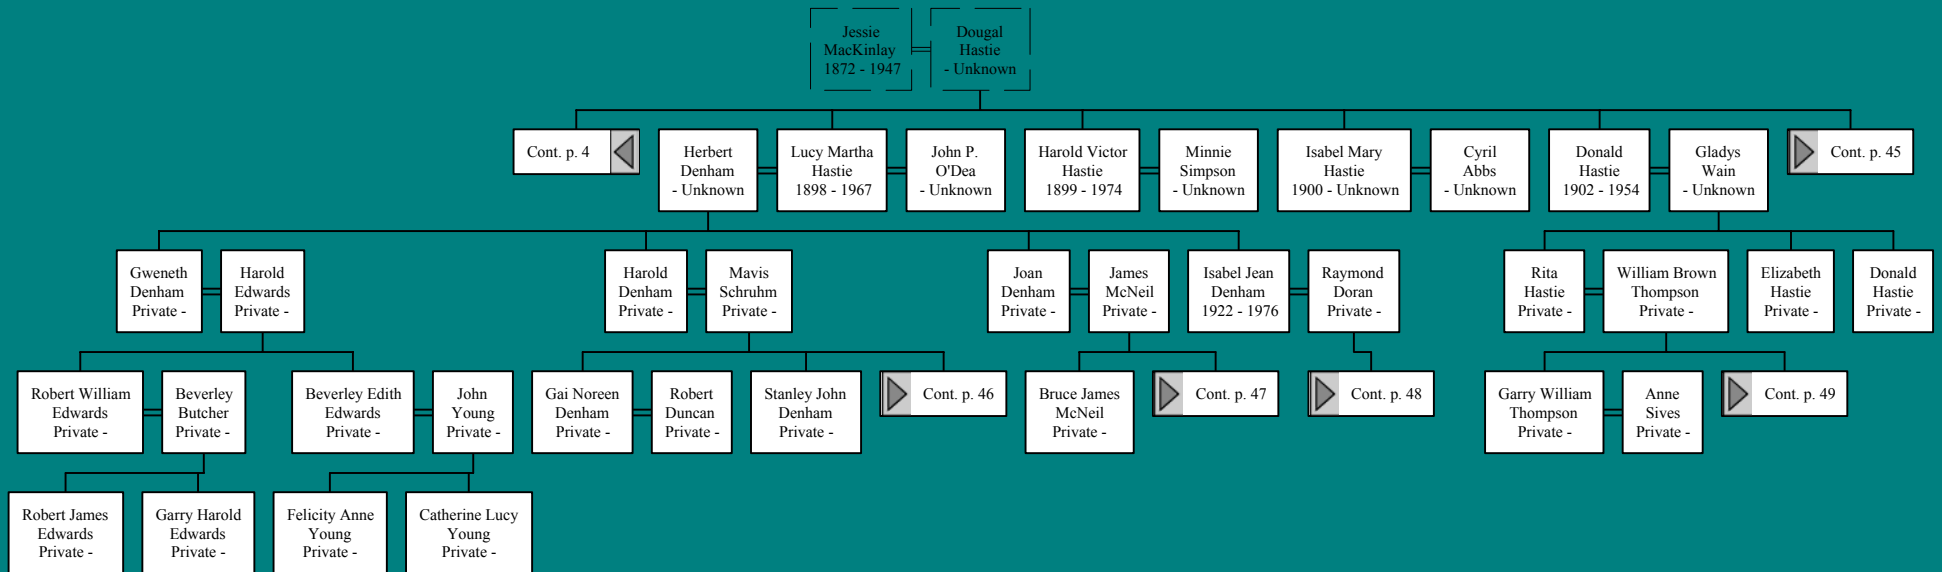 Jessie
MacKinlay
1872 - 1947
Dougal
Hastie
- Unknown
Cont. p. 4
Herbert
Denham
- Unknown
Lucy Martha
Hastie
1898 - 1967
John P.
O'Dea
- Unknown
Harold Victor
Hastie
1899 - 1974
Minnie
Simpson
- Unknown
Isabel Mary
Hastie
1900 - Unknown
Cyril
Abbs
- Unknown
Donald
Hastie
1902 - 1954
Gladys
Wain
- Unknown
Cont. p. 45
Gweneth
Denham
Private -
Harold
Edwards
Private -
Harold
Denham
Private -
Mavis
Schruhm
Private -
Joan
Denham
Private -
James
McNeil
Private -
Isabel Jean
Denham
1922 - 1976
Raymond
Doran
Private -
Rita
Hastie
Private -
William Brown
Thompson
Private -
Elizabeth
Hastie
Private -
Donald
Hastie
Private -
Robert William
Edwards
Private -
Beverley
Butcher
Private -
Beverley Edith
Edwards
Private -
John
Young
Private -
Gai Noreen
Denham
Private -
Robert
Duncan
Private -
Stanley John
Denham
Private -
Cont. p. 46
Bruce James
McNeil
Private -
Cont. p. 47
Cont. p. 48
Garry William
Thompson
Private -
Anne
Sives
Private -
Cont. p. 49
Robert James
Edwards
Private -
Garry Harold
Edwards
Private -
Felicity Anne
Young
Private -
Catherine Lucy
Young
Private -